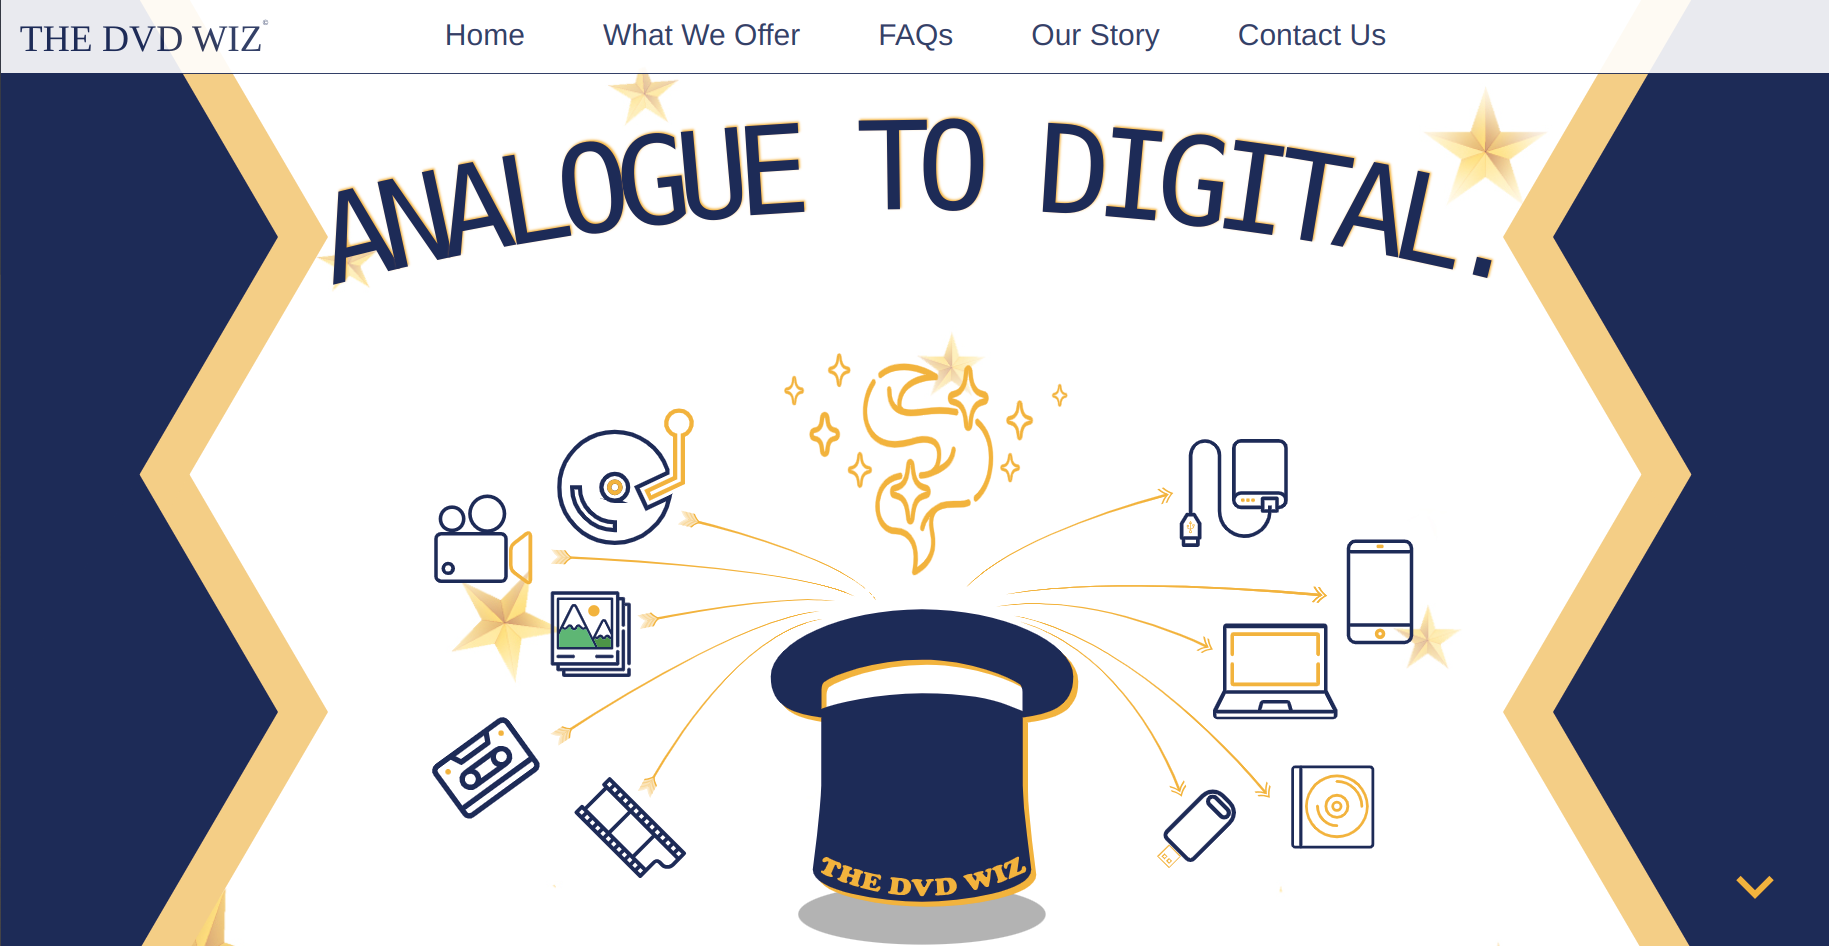 THE DVD WIZ©
Home What We Offer FAQs Our Story Contact Us
ANALOGUE TO DIGITAL.
THE DVD WIZ